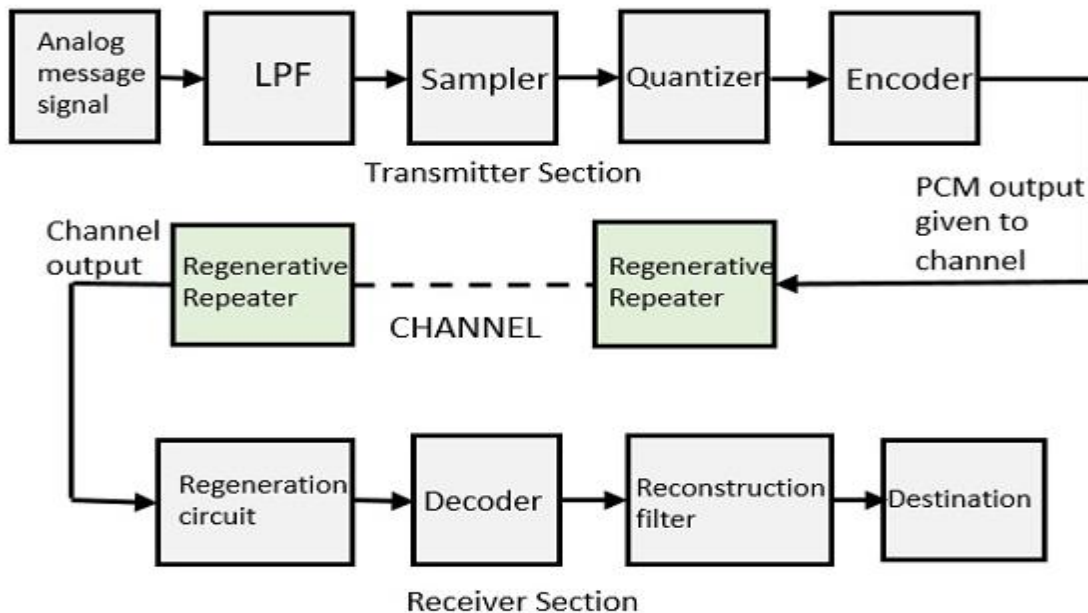 Analog
message
signal
LPF
Sampler
Quantizer
Encoder
Transmitter Section
PCM output
given to
channel
Channel
output
Regenerative
Repeater
CHANNEL
Regenerative
Repeater
Regeneration
circuit
Decoder
Reconstruction
filter
Destination
Receiver Section